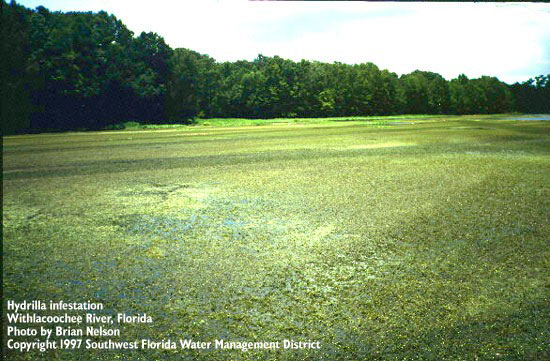 Hydrilla infestation
Withlacoochee River, Florida
Photo by Brian Nelson
Copyright 1997 Southwest Florida Water Management District